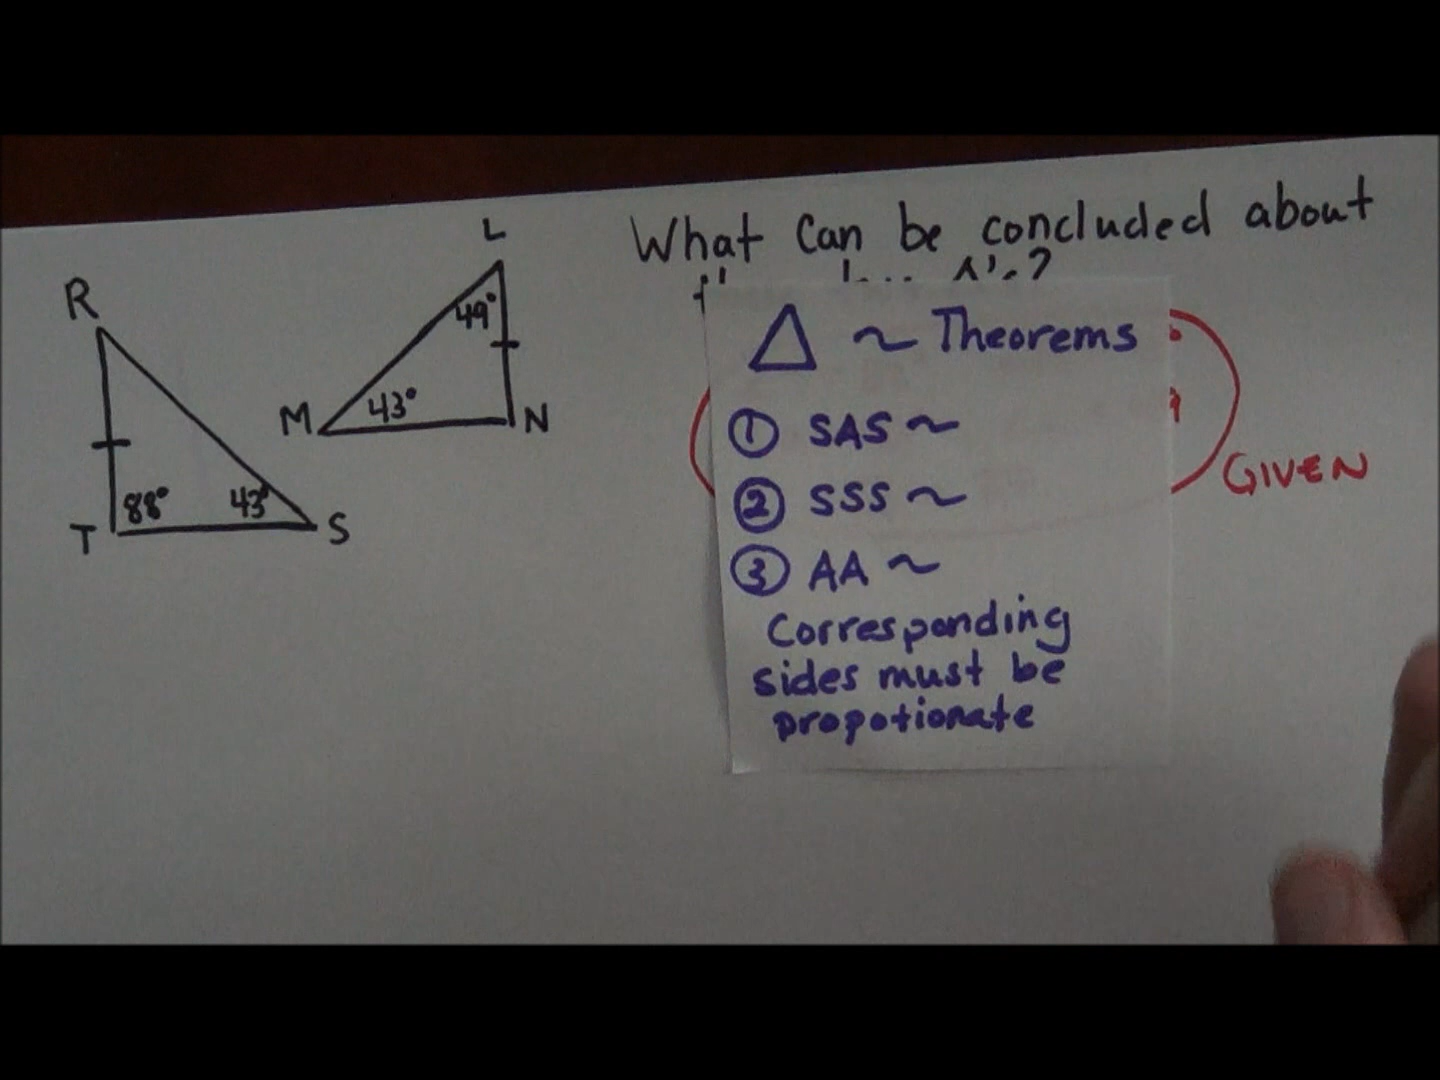 What can be concluded about
△ ~ Theorems
① SAS ~
② SSS ~
③ AA ~
Corresponding
sides must be
propotionate
GIVEN
R
T
88°
43°
S
L
49°
M
43°
N